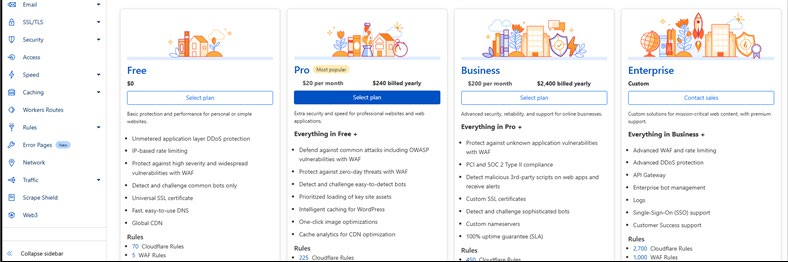 Email
SSL/TLS
Security
Access
Speed
Caching
Workers Routes
Rules
Error Pages New
Network
Traffic
Scrape Shield
Web3
Collapse sidebar
Free
$0
Select plan
Basic protection and performance for personal or simple
websites.
Unmetered application layer DDoS protection
IP-based rate limiting
Protect against high severity and widespread
vulnerabilities with WAF
Detect and challenge common bots only
Universal SSL certificate
Fast, easy-to-use DNS
Global CDN
Rules
70 Cloudflare Rules
5 WAF Rules
Pro Most popular
$20 per month $240 billed yearly
Select plan
Extra security and speed for professional websites and web
applications.
Everything in Free +
Defend against common attacks including OWASP
vulnerabilities with WAF
Protect against zero-day threats with WAF
Detect and challenge easy-to-detect bots
Prioritized loading of key site assets
Intelligent caching for WordPress
One-click image optimizations
Cache analytics for CDN optimization
Rules
225 Cloudflare Rules
Business
$200 per month $2,400 billed yearly
Select plan
Advanced security, reliability, and support for online businesses.
Everything in Pro +
Protect against unknown application vulnerabilities
with WAF
PCI and SOC 2 Type II compliance
Detect malicious 3rd-party scripts on web apps and
receive alerts
Custom SSL certificates
Detect and challenge sophisticated bots
Custom nameservers
100% uptime guarantee (SLA)
Rules
450 Cloudflare Rules
Enterprise
Custom
Contact sales
Custom solutions for mission-critical web content, with premium
support.
Everything in Business +
Advanced WAF and rate limiting
Advanced DDoS protection
API Gateway
Enterprise bot management
Logs
Single-Sign-On (SSO) support
Customer Success support
Rules
2,700 Cloudflare Rules
1,000 WAF Rules